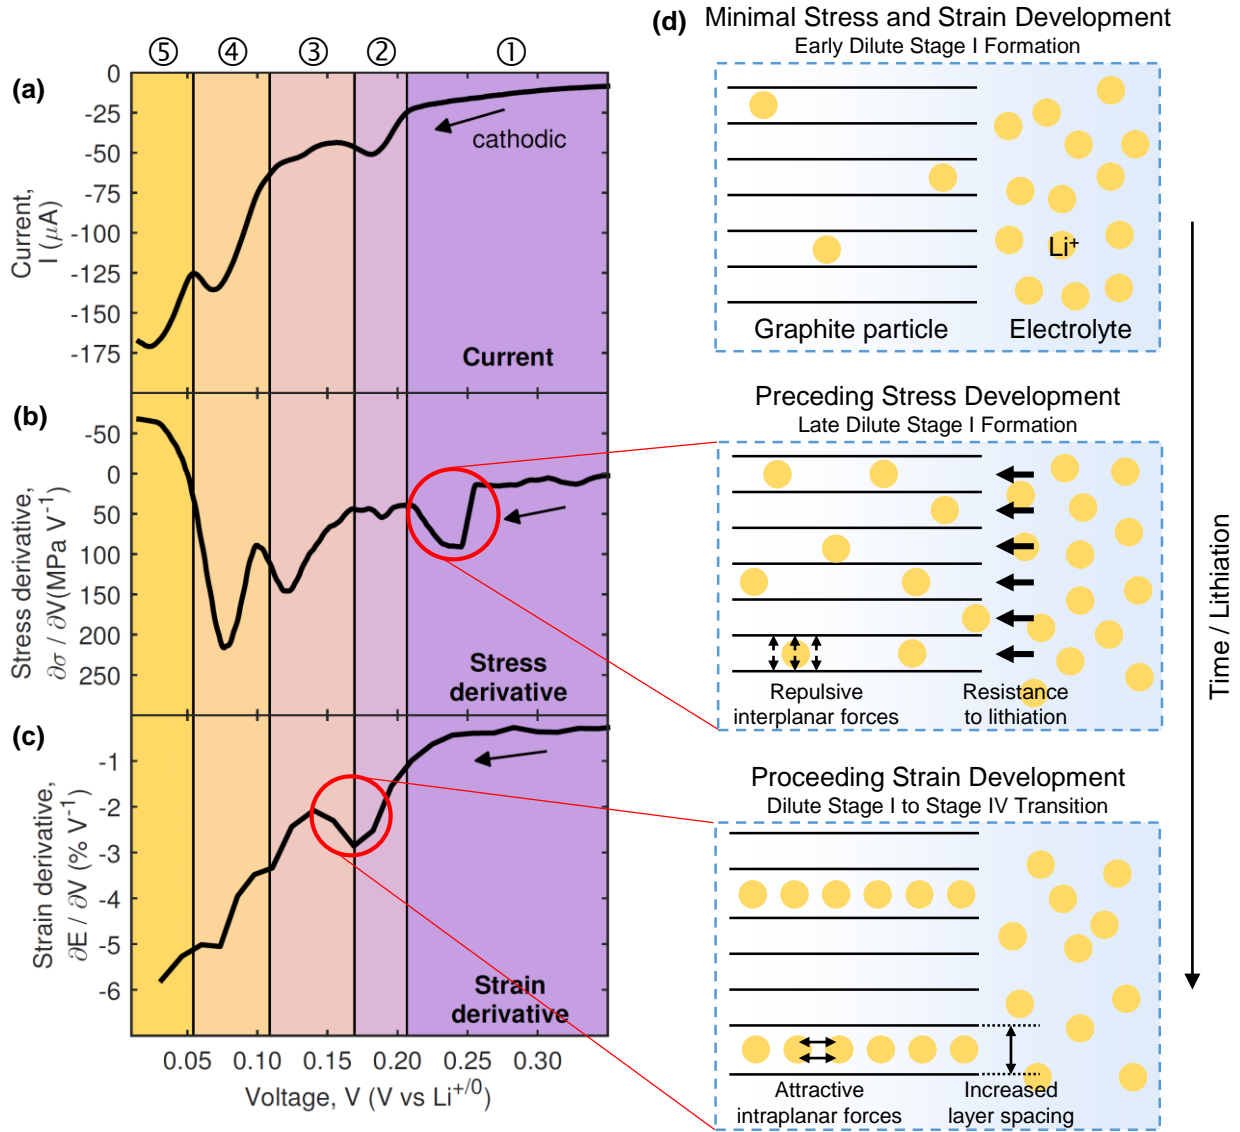 ⑤ ④ ③ ② ①
(a)
0
-25
-50
-75
-100
-125
-150
-175
Current,
I (μA)
cathodic
Current
(b)
-50
0
50
100
150
200
250
Stress derivative,
∂σ / ∂V(MPa V⁻¹)
Stress
derivative
(c)
-1
-2
-3
-4
-5
-6
Strain derivative,
∂E / ∂V (% V⁻¹)
Strain
derivative
0.05 0.10 0.15 0.20 0.25 0.30
Voltage, V (V vs Li⁺/⁰)
(d)
Minimal Stress and Strain Development
Early Dilute Stage I Formation
Li⁺
Graphite particle
Electrolyte
Preceding Stress Development
Late Dilute Stage I Formation
Repulsive
interplanar forces
Resistance
to lithiation
Proceeding Strain Development
Dilute Stage I to Stage IV Transition
Attractive
intraplanar forces
Increased
layer spacing
Time / Lithiation